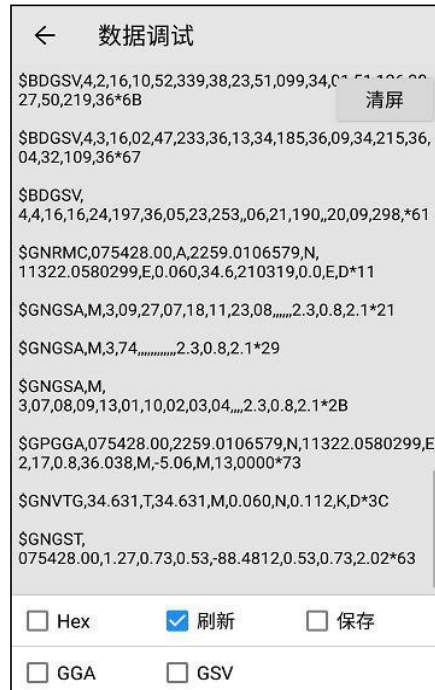 数据调试
$BDGSV,4,2,16,10,52,339,38,23,51,099,34,
清屏
27,50,219,36*6B
$BDGSV,4,3,16,02,47,233,36,13,34,185,36,09,34,215,36,
04,32,109,36*67
$BDGSV,
4,4,16,16,24,197,36,05,23,253,,06,21,190,,20,09,298,*61
$GNRMC,075428.00,A,2259.0106579,N,
11322.0580299,E,0.060,34.6,210319,0.0,E,D*11
$GNGSA,M,3,09,27,07,18,11,23,08,,,,,,2.3,0.8,2.1*21
$GNGSA,M,3,74,,,,,,,,,,,,2.3,0.8,2.1*29
$GNGSA,M,
3,07,08,09,13,01,10,02,03,04,,,,2.3,0.8,2.1*2B
$GPGGA,075428.00,2259.0106579,N,11322.0580299,E
2,17,0.8,36.038,M,-5.06,M,13,0000*73
$GNVTG,34.631,T,34.631,M,0.060,N,0.112,K,D*3C
$GNGST,
075428.00,1.27,0.73,0.53,-88.4812,0.53,0.73,2.02*63
Hex 刷新 保存
GGA GSV